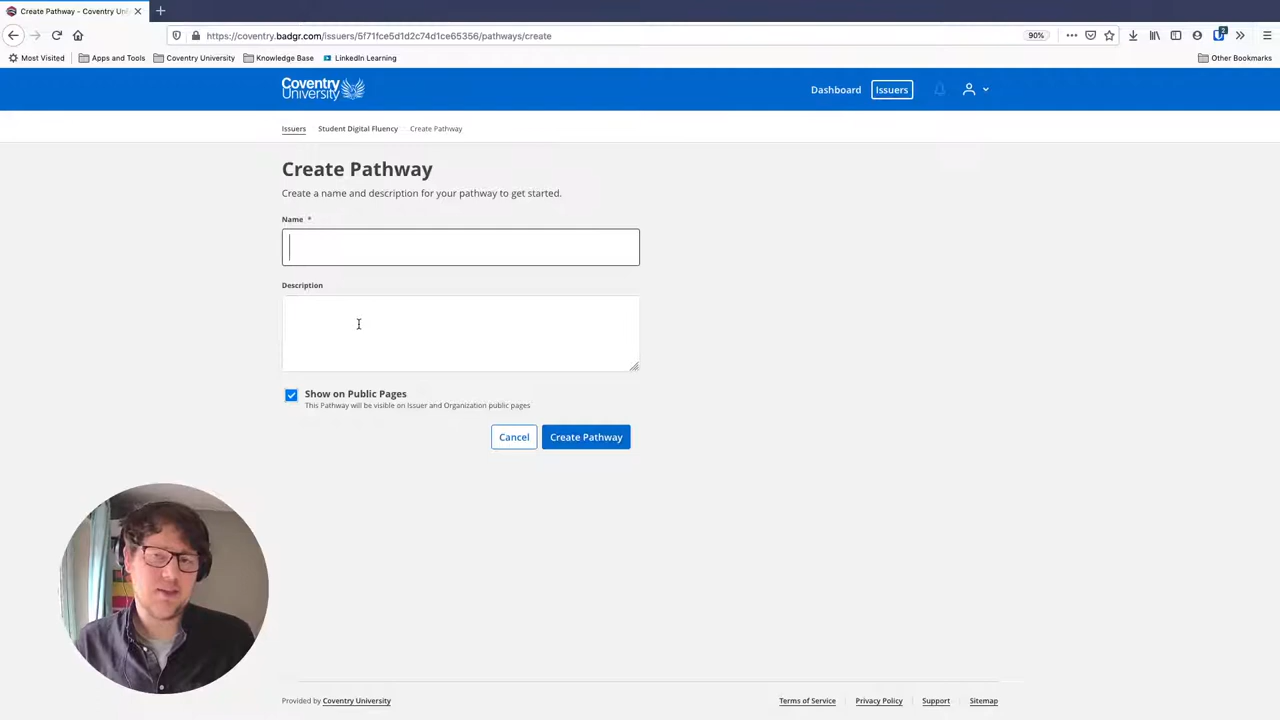 Create Pathway - Coventry Uni
https://coventry.badgr.com/issuers/5f71fce5d1d2c74d1ce65356/pathways/create
90%
2
Most Visited
Apps and Tools
Coventry University
Knowledge Base
LinkedIn Learning
Other Bookmarks
Coventry
University
Dashboard
Issuers
Issuers
Student Digital Fluency
Create Pathway
Create Pathway
Create a name and description for your pathway to get started.
Name *
Description
Show on Public Pages
This Pathway will be visible on Issuer and Organization public pages
Cancel
Create Pathway
Provided by Coventry University
Terms of Service
Privacy Policy
Support
Sitemap